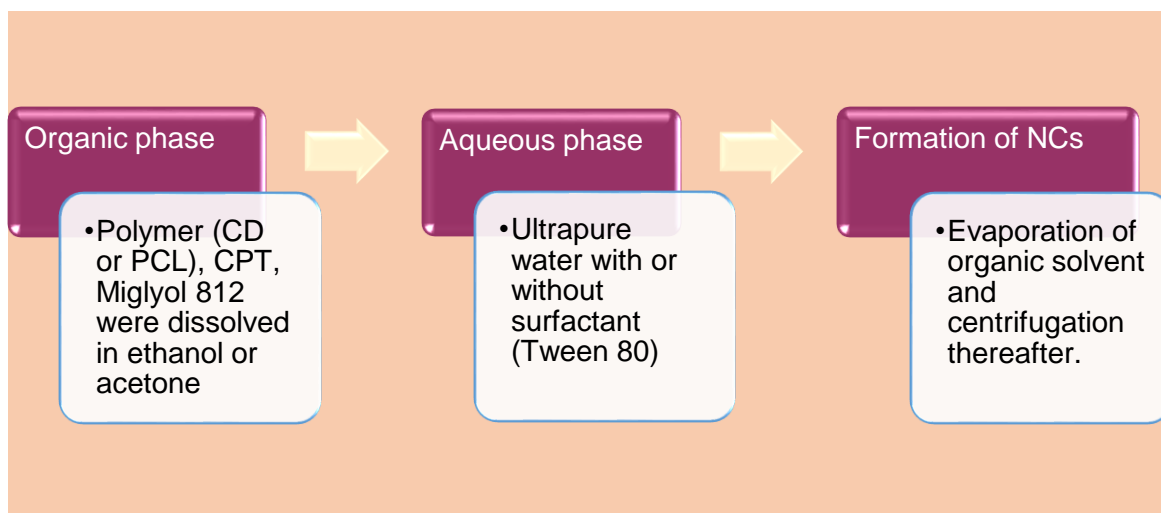 Organic phase
•Polymer (CD
or PCL), CPT,
Miglyol 812
were dissolved
in ethanol or
acetone
Aqueous phase
•Ultrapure
water with or
without
surfactant
(Tween 80)
Formation of NCs
•Evaporation of
organic solvent
and
centrifugation
thereafter.